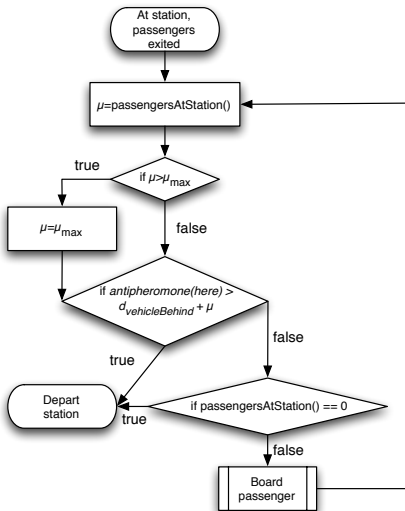 At station,
passengers
exited
μ=passengersAtStation()
true
if μ>μmax
μ=μmax
false
if antipheromone(here) >
dvehicleBehind + μ
true
false
Depart
station
true
if passengersAtStation() == 0
false
Board
passenger